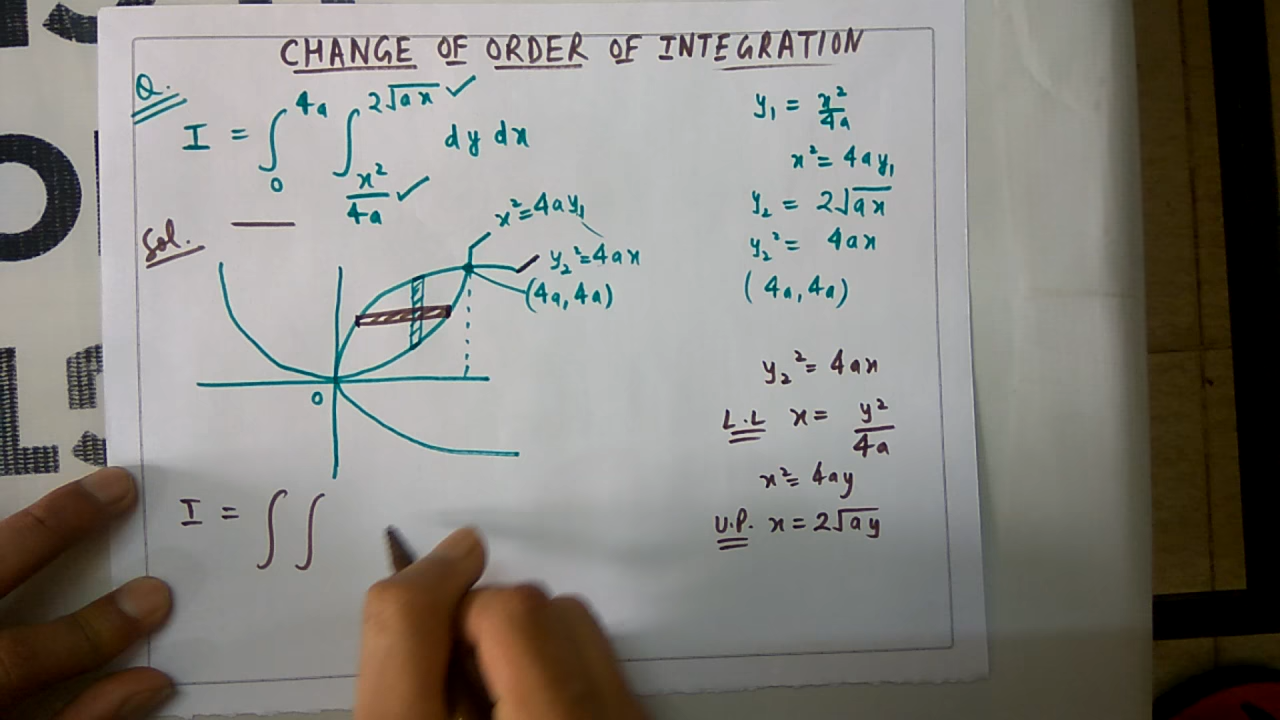 CHANGE OF ORDER OF INTEGRATION
Q.
I = ∫₀^{4a} ∫_{x²/4a}^{2√ax} dy dx
y₁ = x²/4a
x² = 4ay₁
y₂ = 2√ax
y₂² = 4ax
(4a, 4a)
Sol.
x² = 4ay₁
y₂² = 4ax
(4a, 4a)
0
y₂² = 4ax
L.L x = y²/4a
x² = 4ay
U.P. x = 2√ay
I = ∫∫